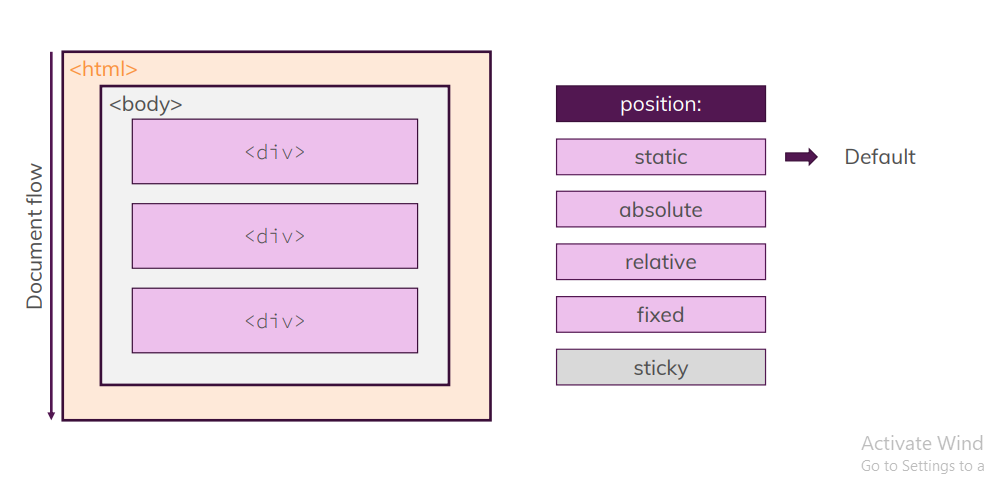 Document flow
<html>
<body>
<div>
<div>
<div>
position:
static
Default
absolute
relative
fixed
sticky
Activate Wind
Go to Settings to a